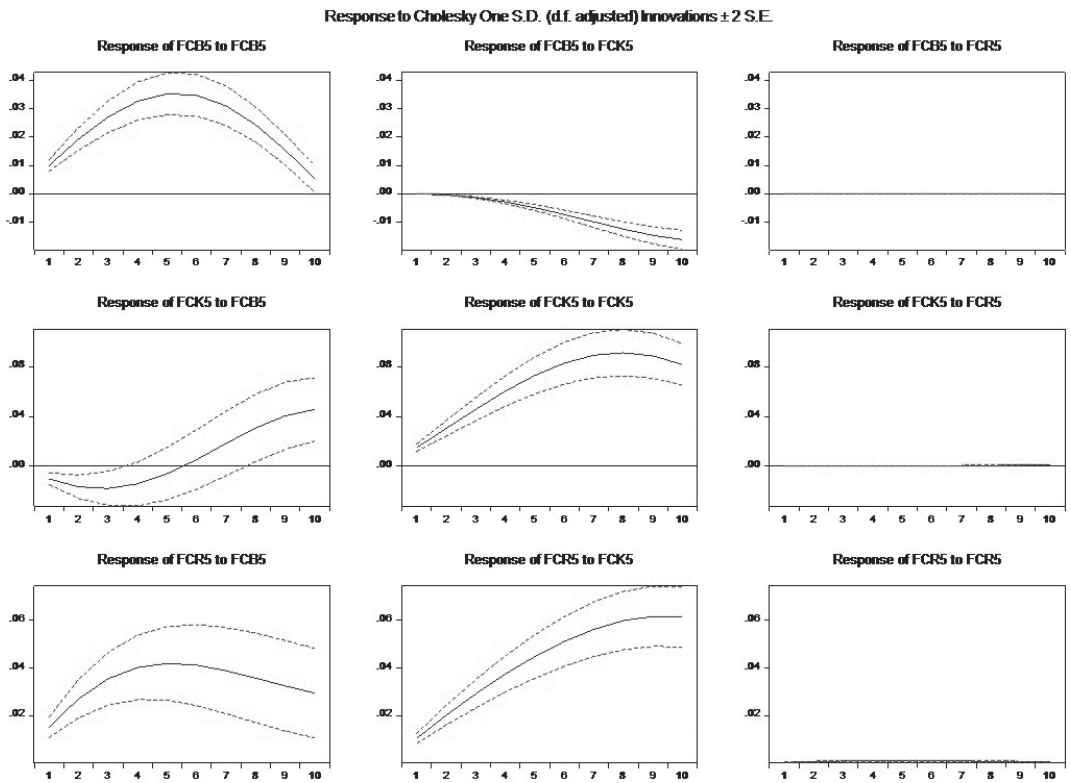 Response to Cholesky One S.D. (d.f. adjusted) Innovations ± 2 S.E.
Response of FCB5 to FCB5
Response of FCB5 to FCK5
Response of FCB5 to FCR5
.04
.03
.02
.01
.00
-.01
1 2 3 4 5 6 7 8 9 10
.04
.03
.02
.01
.00
-.01
1 2 3 4 5 6 7 8 9 10
.04
.03
.02
.01
.00
-.01
1 2 3 4 5 6 7 8 9 10
Response of FCK5 to FCB5
Response of FCK5 to FCK5
Response of FCK5 to FCR5
.08
.04
.00
1 2 3 4 5 6 7 8 9 10
.08
.04
.00
1 2 3 4 5 6 7 8 9 10
.08
.04
.00
1 2 3 4 5 6 7 8 9 10
Response of FCR5 to FCB5
Response of FCR5 to FCK5
Response of FCR5 to FCR5
.06
.04
.02
1 2 3 4 5 6 7 8 9 10
.06
.04
.02
1 2 3 4 5 6 7 8 9 10
.06
.04
.02
1 2 3 4 5 6 7 8 9 10